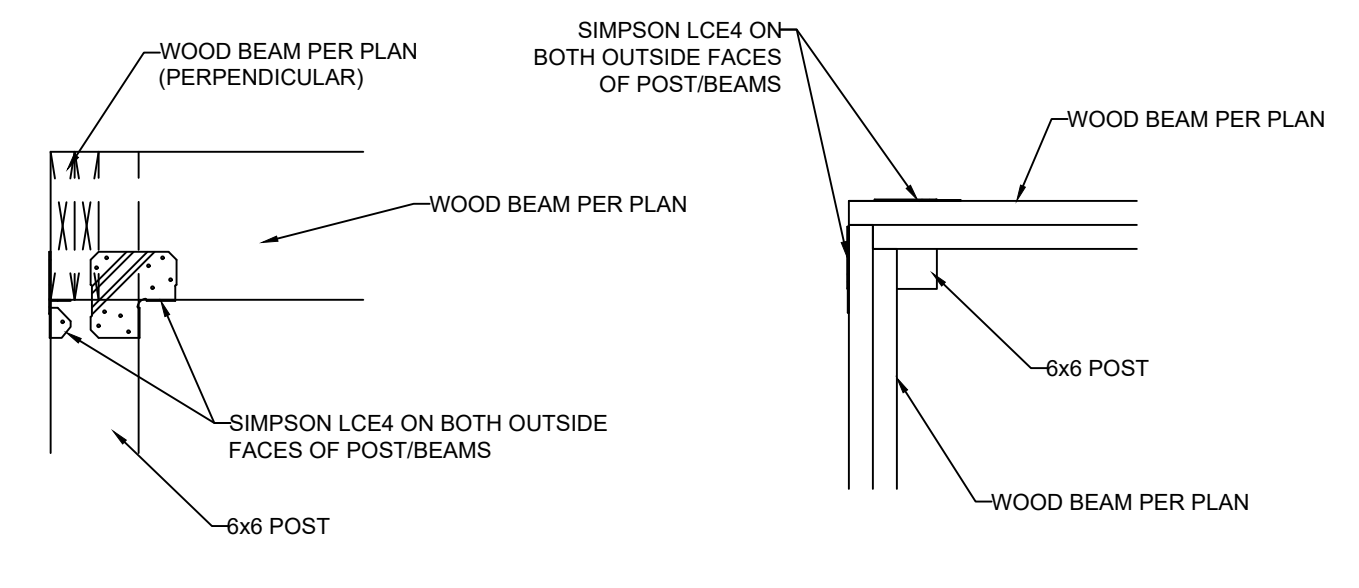 WOOD BEAM PER PLAN
(PERPENDICULAR)
WOOD BEAM PER PLAN
SIMPSON LCE4 ON BOTH OUTSIDE
FACES OF POST/BEAMS
6x6 POST
SIMPSON LCE4 ON
BOTH OUTSIDE FACES
OF POST/BEAMS
WOOD BEAM PER PLAN
6x6 POST
WOOD BEAM PER PLAN